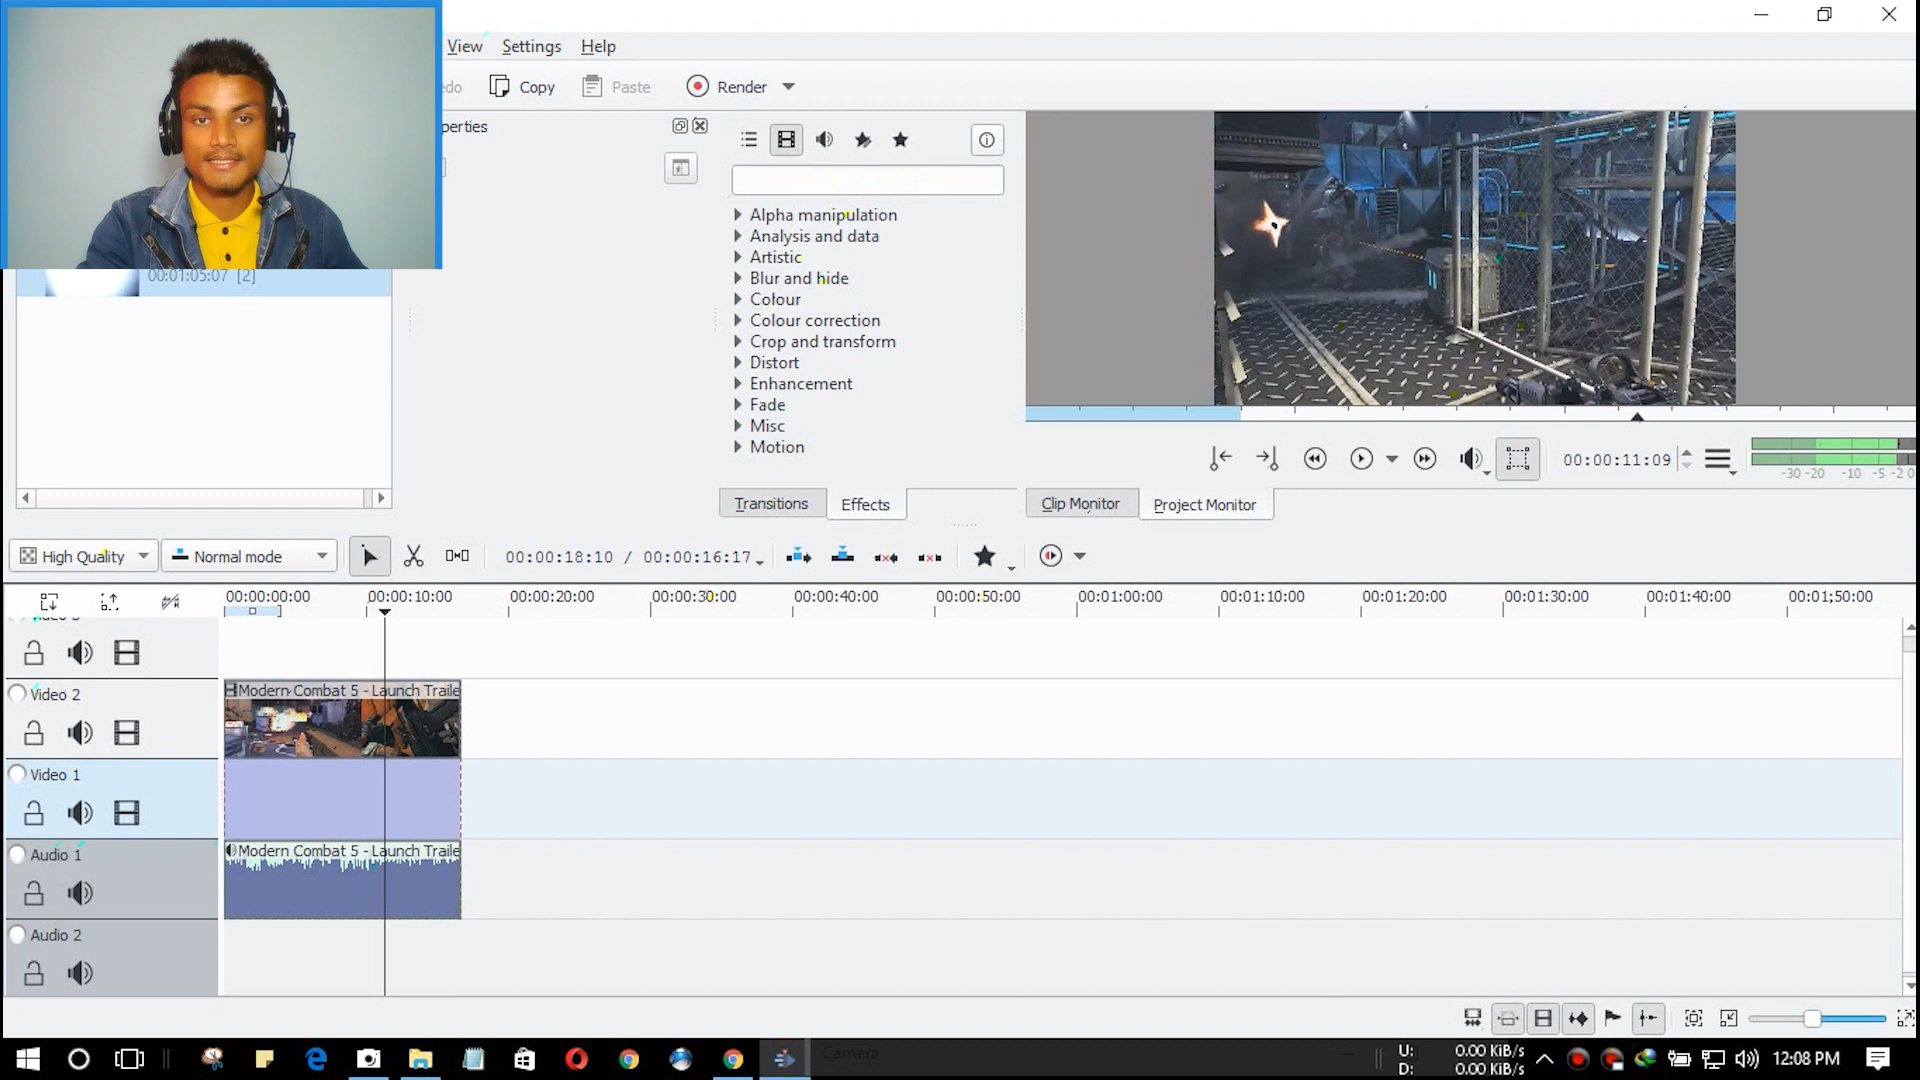 View Settings Help
do Copy Paste Render
perties
Alpha manipulation
Analysis and data
Artistic
Blur and hide
Colour
Colour correction
Crop and transform
Distort
Enhancement
Fade
Misc
Motion
00:01:05:07 [2]
00:00:11:09
-30 -20 -10 -5 -2 0
Transitions Effects
Clip Monitor Project Monitor
High Quality Normal mode 00:00:18:10 / 00:00:16:17
00:00:00:00 00:00:10:00 00:00:20:00 00:00:30:00 00:00:40:00 00:00:50:00 00:01:00:00 00:01:10:00 00:01:20:00 00:01:30:00 00:01:40:00 00:01:50:00
Video 2
Modern Combat 5 - Launch Traile
Video 1
Audio 1
Modern Combat 5 - Launch Traile
Audio 2
Camera
U: 0.00 KiB/s
D: 0.00 KiB/s
12:08 PM